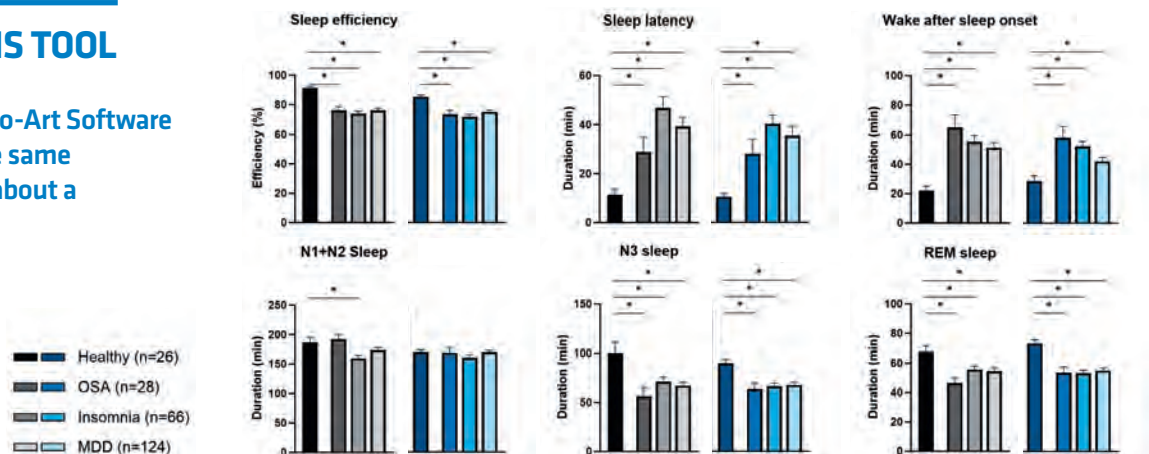 IS TOOL
o-Art Software
e same
about a
Sleep efficiency
Efficiency (%)
100
80
60
40
20
0
* * *
* * *
Sleep latency
Duration (min)
60
40
20
0
* * *
* * *
Wake after sleep onset
Duration (min)
100
80
60
40
20
0
* * *
* * *
N1+N2 Sleep
Duration (min)
250
200
150
100
50
0
*
N3 sleep
Duration (min)
150
100
50
0
* * *
* * *
REM sleep
Duration (min)
100
80
60
40
20
0
* * *
* * *
Healthy (n=26)
OSA (n=28)
Insomnia (n=66)
MDD (n=124)